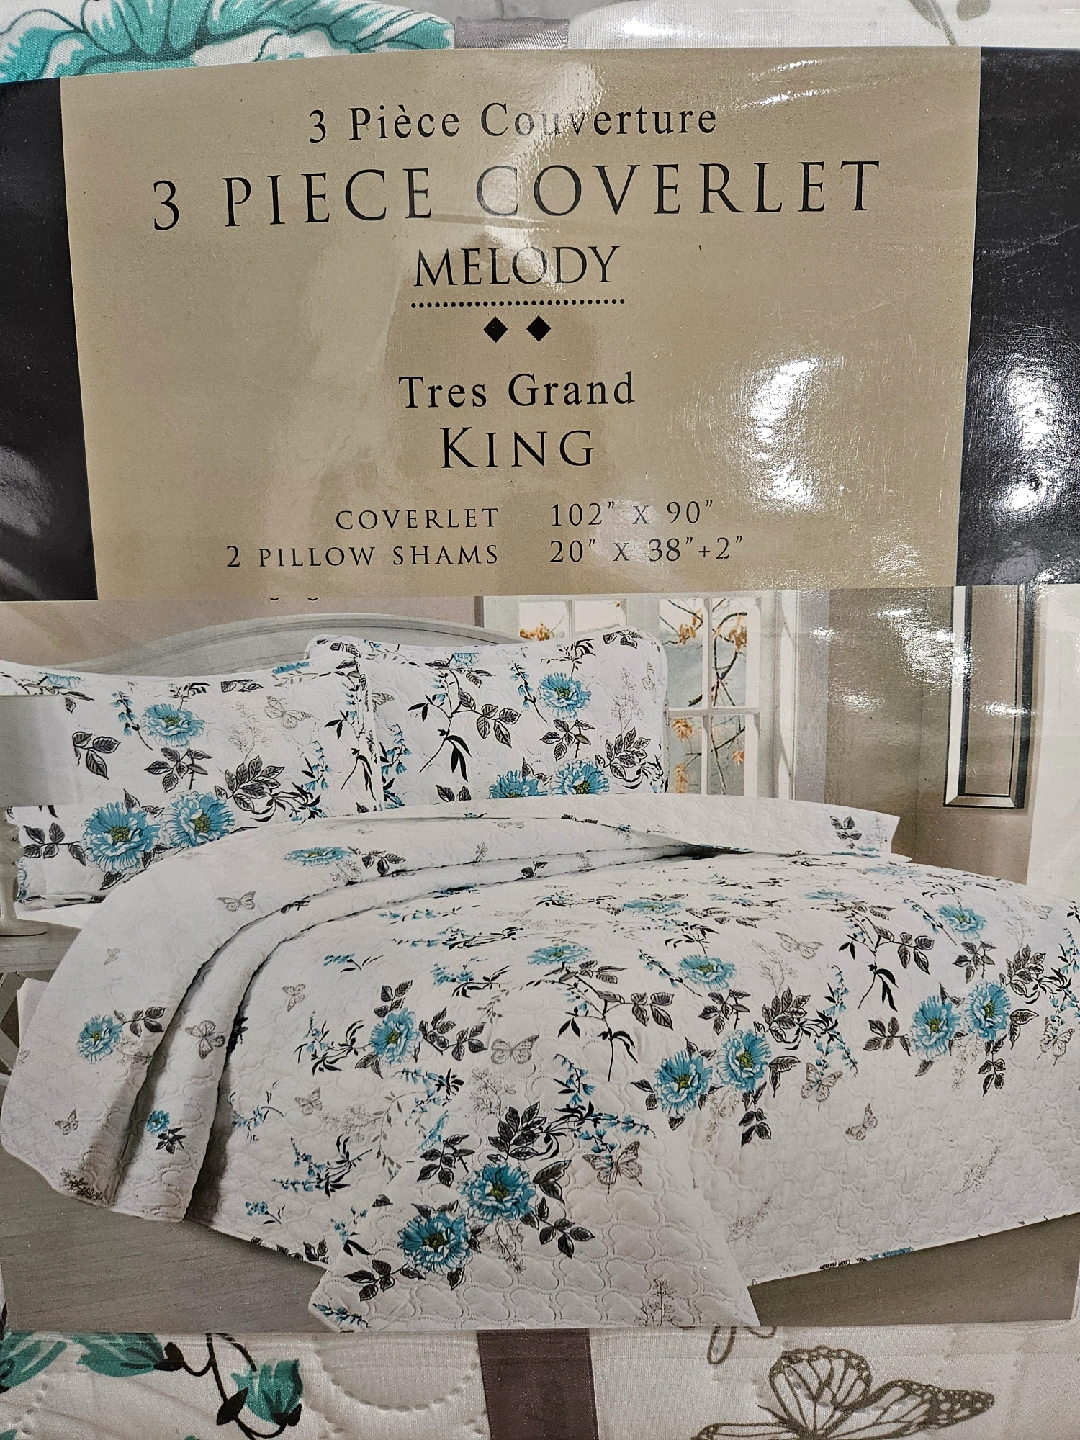 3 Pièce Couverture
3 PIECE COVERLET
MELODY
Tres Grand
KING
COVERLET 102" X 90"
2 PILLOW SHAMS 20" X 38"+2"